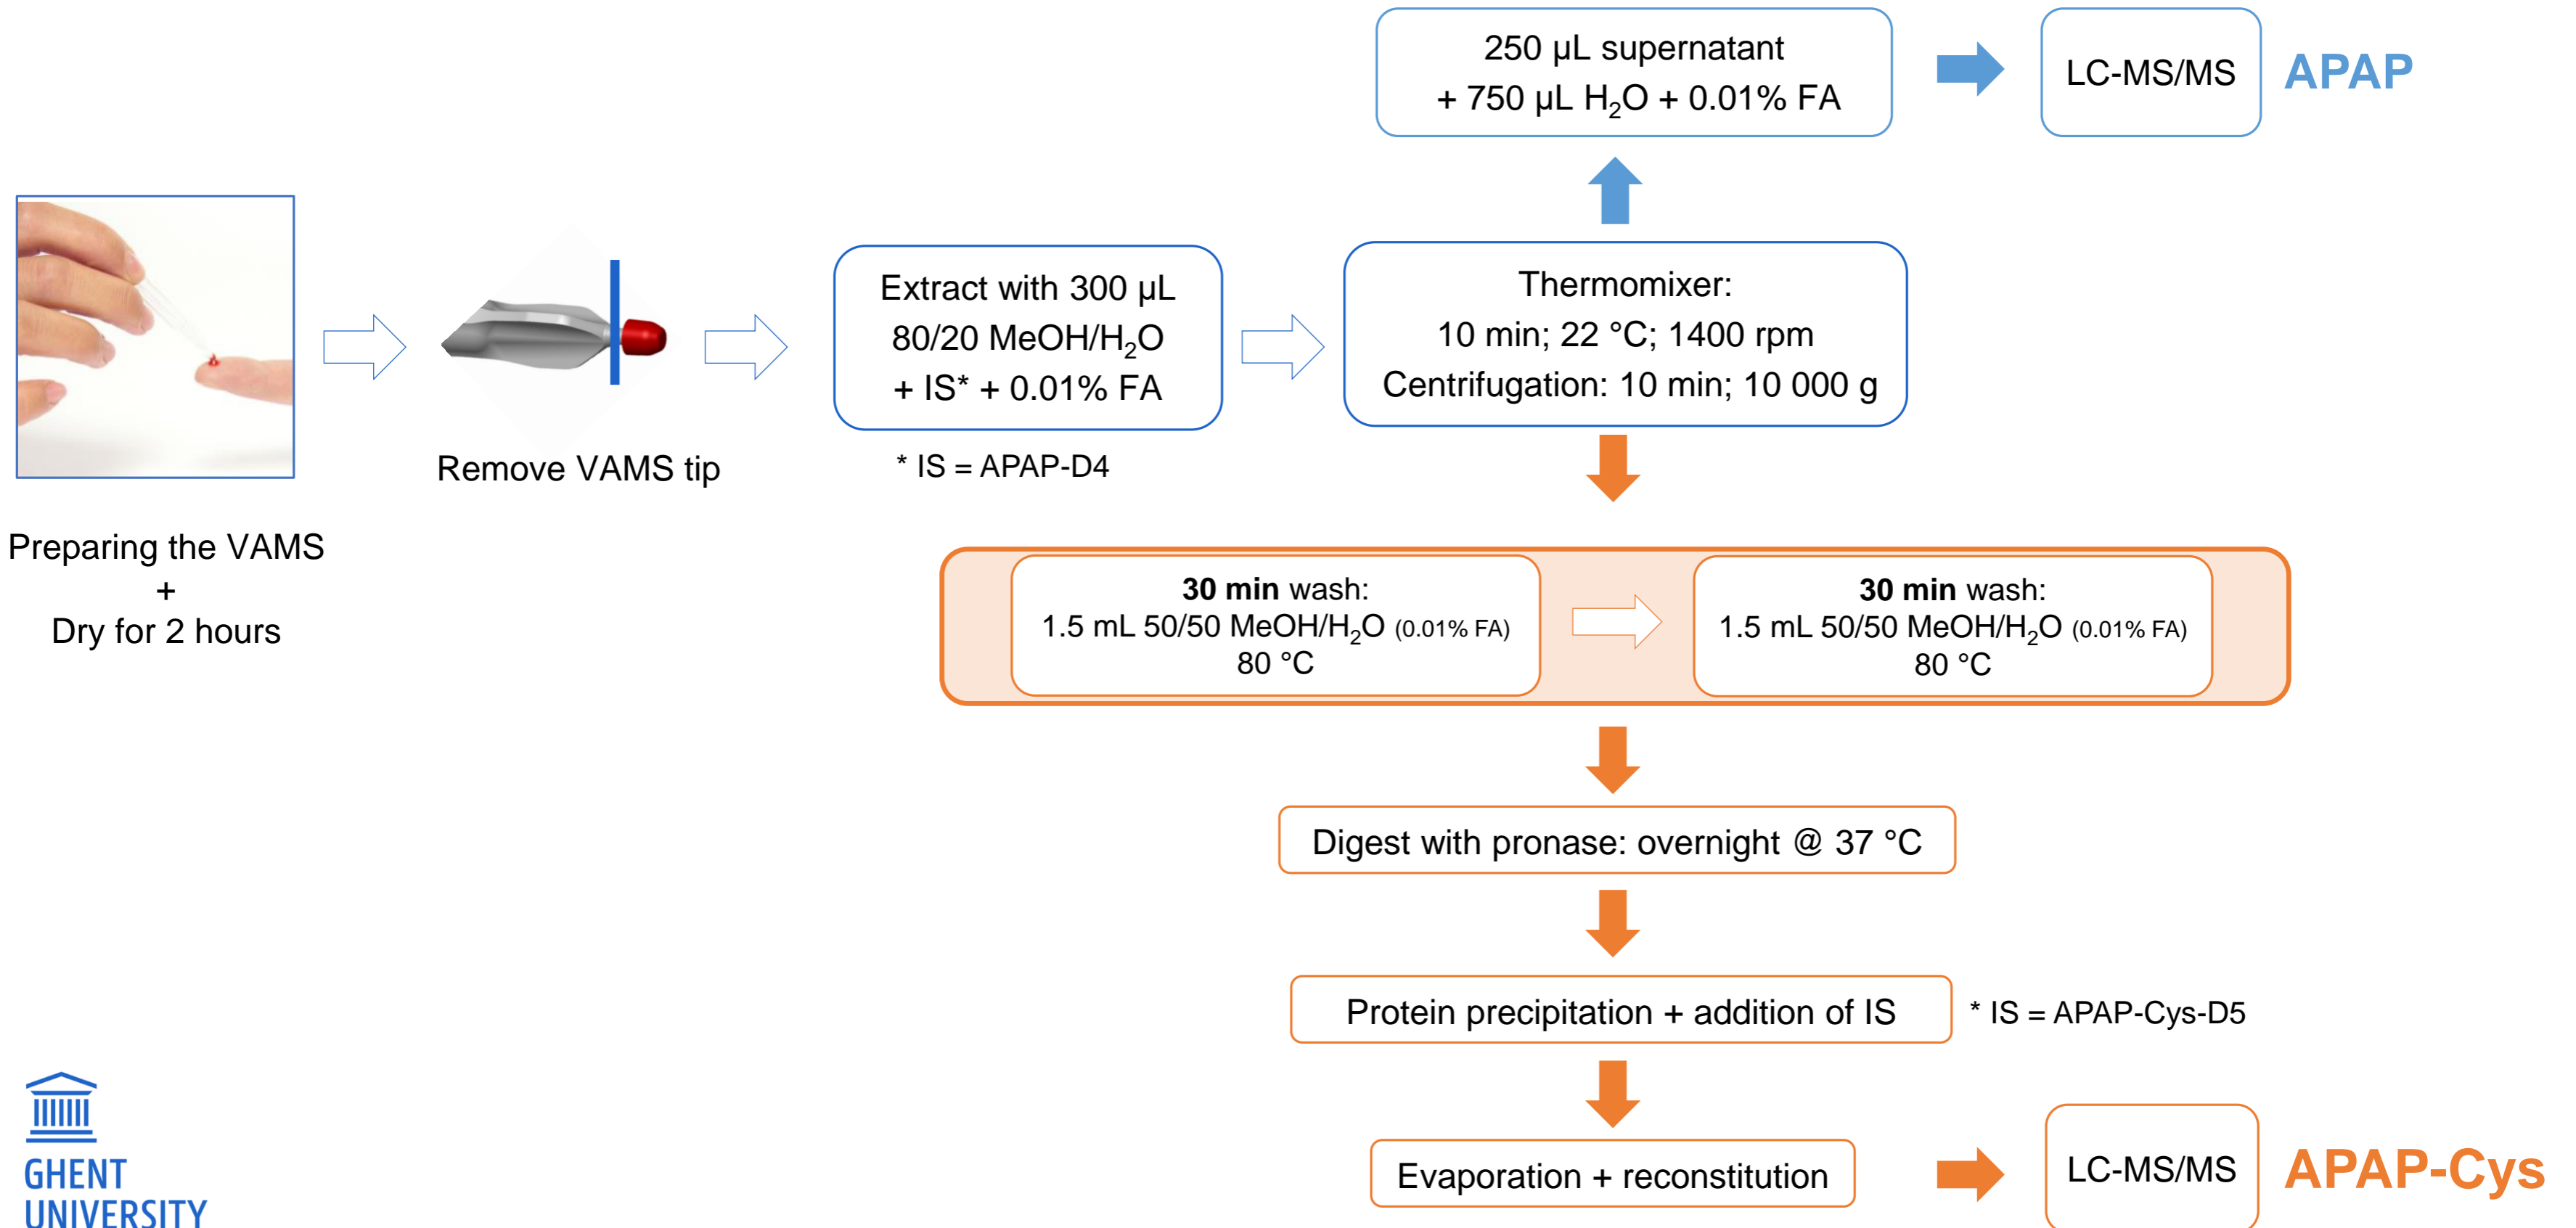 250 µL supernatant
+ 750 µL H₂O + 0.01% FA
LC-MS/MS
APAP
Preparing the VAMS
+
Dry for 2 hours
Remove VAMS tip
Extract with 300 µL
80/20 MeOH/H₂O
+ IS* + 0.01% FA
* IS = APAP-D4
Thermomixer:
10 min; 22 °C; 1400 rpm
Centrifugation: 10 min; 10 000 g
30 min wash:
1.5 mL 50/50 MeOH/H₂O (0.01% FA)
80 °C
30 min wash:
1.5 mL 50/50 MeOH/H₂O (0.01% FA)
80 °C
Digest with pronase: overnight @ 37 °C
Protein precipitation + addition of IS
* IS = APAP-Cys-D5
Evaporation + reconstitution
LC-MS/MS
APAP-Cys
GHENT
UNIVERSITY